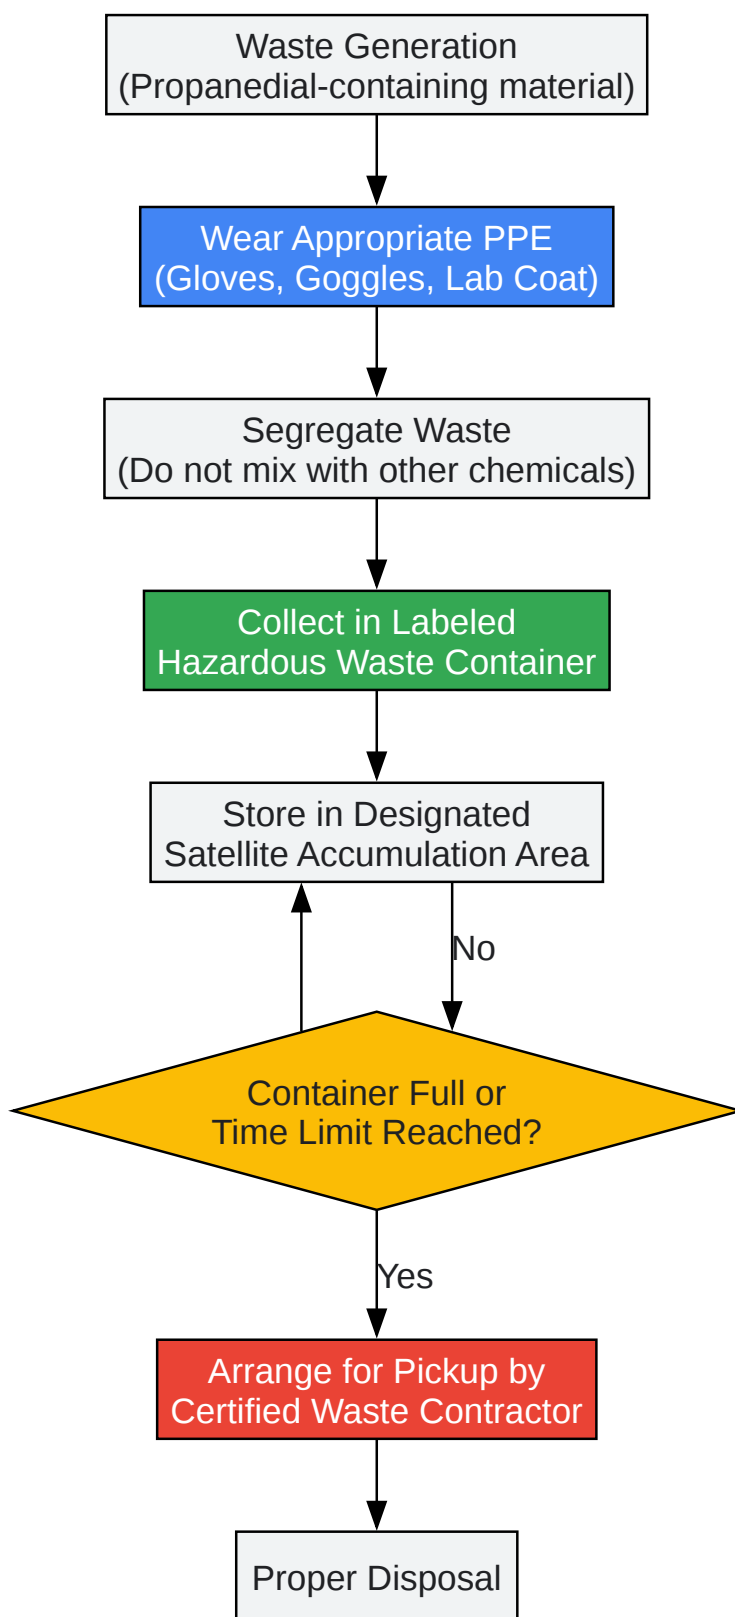 Waste Generation
(Propanedial-containing material)
Wear Appropriate PPE
(Gloves, Goggles, Lab Coat)
Segregate Waste
(Do not mix with other chemicals)
Collect in Labeled
Hazardous Waste Container
Store in Designated
Satellite Accumulation Area
No
Container Full or
Time Limit Reached?
Yes
Arrange for Pickup by
Certified Waste Contractor
Proper Disposal